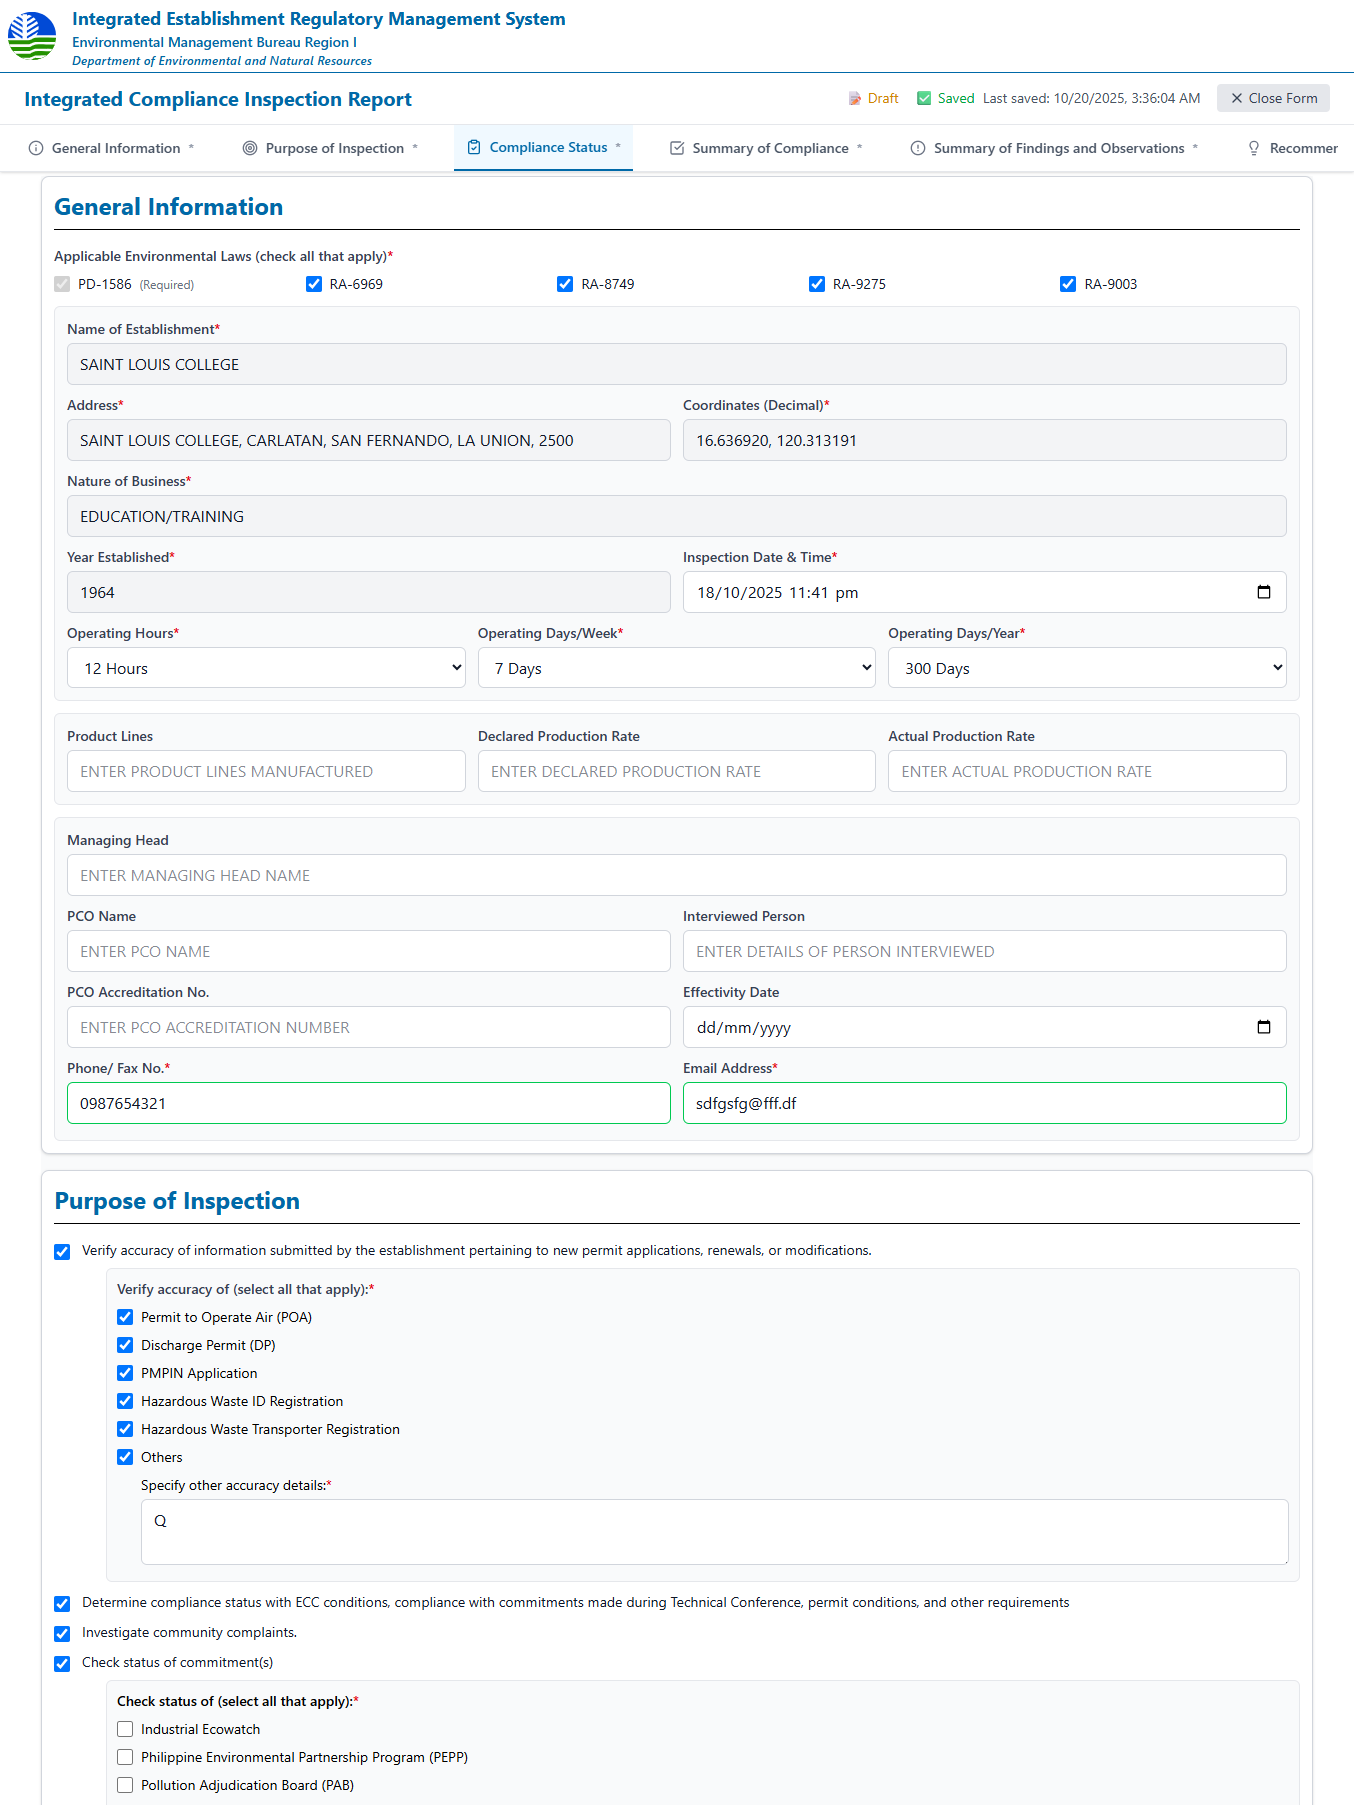 Integrated Establishment Regulatory Management System
Environmental Management Bureau Region I
Department of Environmental and Natural Resources
Integrated Compliance Inspection Report
Draft
Saved
Last saved: 10/20/2025, 3:36:04 AM
Close Form
General Information *
Purpose of Inspection *
Compliance Status *
Summary of Compliance *
Summary of Findings and Observations *
Recommer
General Information
Applicable Environmental Laws (check all that apply)*
PD-1586 (Required)
RA-6969
RA-8749
RA-9275
RA-9003
Name of Establishment*
SAINT LOUIS COLLEGE
Address*
Coordinates (Decimal)*
SAINT LOUIS COLLEGE, CARLATAN, SAN FERNANDO, LA UNION, 2500
16.636920, 120.313191
Nature of Business*
EDUCATION/TRAINING
Year Established*
Inspection Date & Time*
1964
18/10/2025 11:41 pm
Operating Hours*
Operating Days/Week*
Operating Days/Year*
12 Hours
7 Days
300 Days
Product Lines
Declared Production Rate
Actual Production Rate
ENTER PRODUCT LINES MANUFACTURED
ENTER DECLARED PRODUCTION RATE
ENTER ACTUAL PRODUCTION RATE
Managing Head
ENTER MANAGING HEAD NAME
PCO Name
Interviewed Person
ENTER PCO NAME
ENTER DETAILS OF PERSON INTERVIEWED
PCO Accreditation No.
Effectivity Date
ENTER PCO ACCREDITATION NUMBER
dd/mm/yyyy
Phone/ Fax No.*
Email Address*
0987654321
sdfgsfg@fff.df
Purpose of Inspection
Verify accuracy of information submitted by the establishment pertaining to new permit applications, renewals, or modifications.
Verify accuracy of (select all that apply):*
Permit to Operate Air (POA)
Discharge Permit (DP)
PMPIN Application
Hazardous Waste ID Registration
Hazardous Waste Transporter Registration
Others
Specify other accuracy details:*
Q
Determine compliance status with ECC conditions, compliance with commitments made during Technical Conference, permit conditions, and other requirements
Investigate community complaints.
Check status of commitment(s)
Check status of (select all that apply):*
Industrial Ecowatch
Philippine Environmental Partnership Program (PEPP)
Pollution Adjudication Board (PAB)